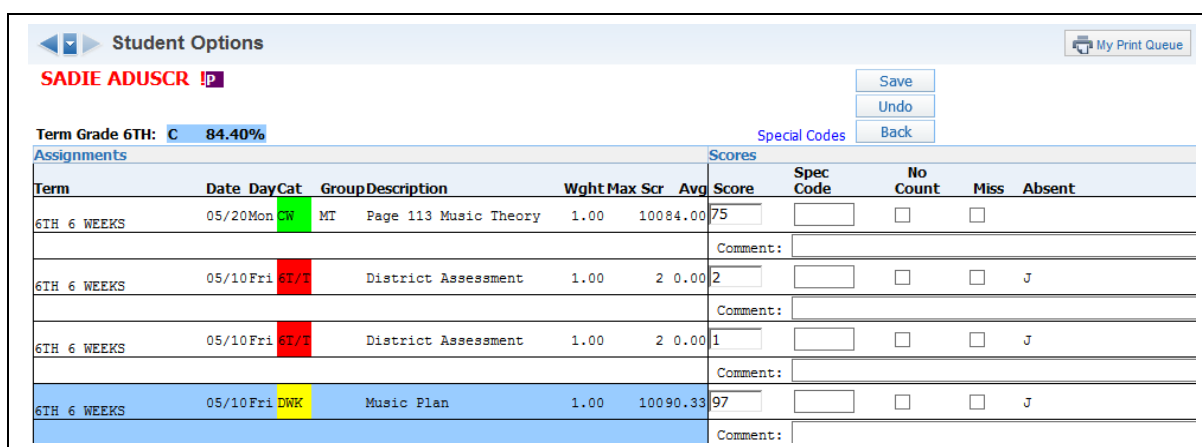 Student Options My Print Queue
SADIE ADUSCR ! P
Save
Undo
Term Grade 6TH: C 84.40% Special Codes Back
Assignments Scores
Term Date Day Cat Group Description Wght Max Scr Avg Score Spec Code No Count Miss Absent
6TH 6 WEEKS 05/20 Mon CW MT Page 113 Music Theory 1.00 100 84.00 75
Comment:
6TH 6 WEEKS 05/10 Fri 6T/T District Assessment 1.00 2 0.00 2 J
Comment:
6TH 6 WEEKS 05/10 Fri 6T/T District Assessment 1.00 2 0.00 1 J
Comment:
6TH 6 WEEKS 05/10 Fri DWK Music Plan 1.00 100 90.33 97 J
Comment: